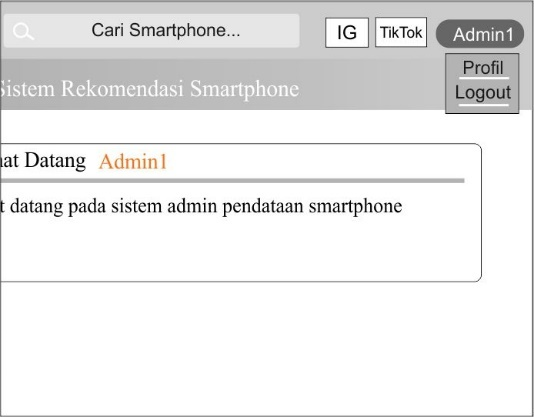 Cari Smartphone... IG TikTok Admin1
Profil
Sistem Rekomendasi Smartphone
Logout
at Datang Admin1
t datang pada sistem admin pendataan smartphone